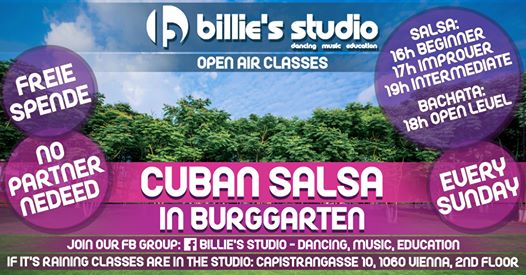 billie's studio
dancing music education
OPEN AIR CLASSES
SALSA:
16h BEGINNER
17h IMPROVER
19h INTERMEDIATE
BACHATA:
18h OPEN LEVEL
FREIE
SPENDE
NO
PARTNER
NEDEED
CUBAN SALSA
IN BURGGARTEN
EVERY
SUNDAY
JOIN OUR FB GROUP: f BILLIE'S STUDIO - DANCING, MUSIC, EDUCATION
IF IT'S RAINING CLASSES ARE IN THE STUDIO: CAPISTRANGASSE 10, 1060 VIENNA, 2ND FLOOR